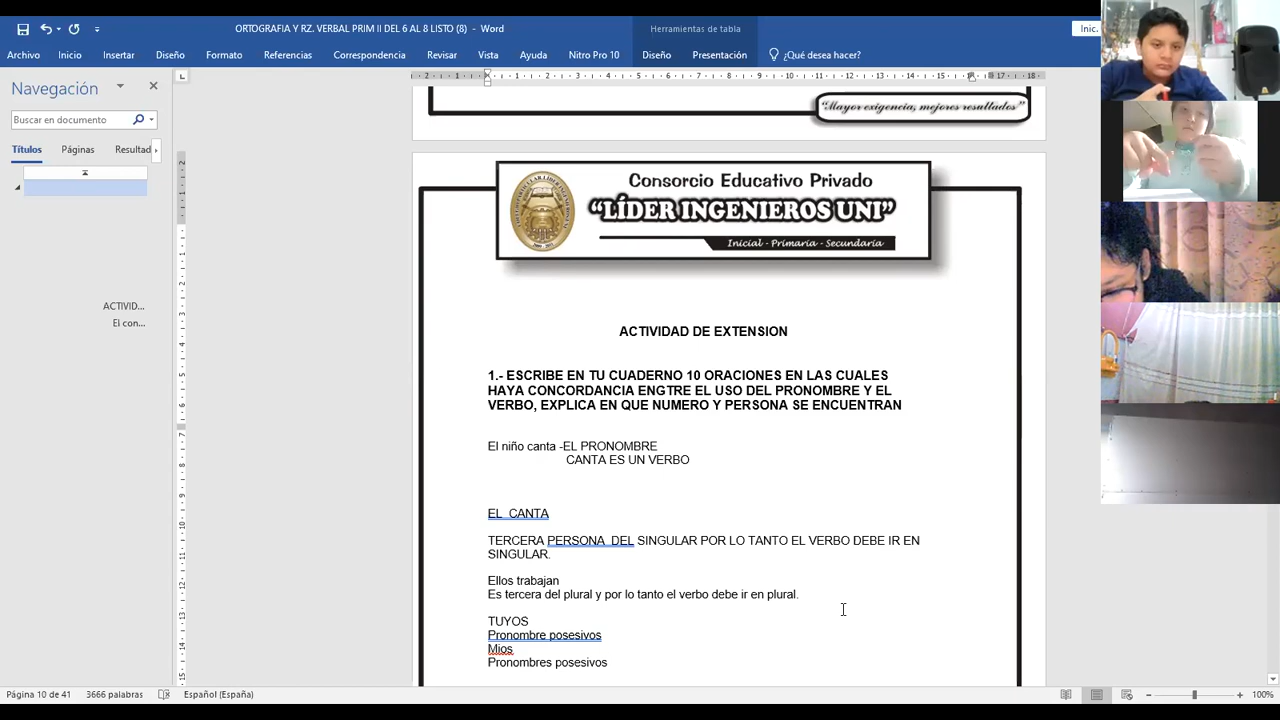 ORTOGRAFIA Y RZ. VERBAL PRIM II DEL 6 AL 8 LISTO (8) - Word
Herramientas de tabla
Inic.
Archivo Inicio Insertar Diseño Formato Referencias Correspondencia Revisar Vista Ayuda Nitro Pro 10 Diseño Presentación ¿Qué desea hacer?
Navegación
Buscar en documento
Títulos Páginas Resultad
ACTIVID...
El con...
"Mayor exigencia, mejores resultados"
Consorcio Educativo Privado
"LÍDER INGENIEROS UNI"
Inicial - Primaria - Secundaria
ACTIVIDAD DE EXTENSION
1.- ESCRIBE EN TU CUADERNO 10 ORACIONES EN LAS CUALES
HAYA CONCORDANCIA ENGTRE EL USO DEL PRONOMBRE Y EL
VERBO, EXPLICA EN QUE NUMERO Y PERSONA SE ENCUENTRAN
El niño canta -EL PRONOMBRE
CANTA ES UN VERBO
EL CANTA
TERCERA PERSONA DEL SINGULAR POR LO TANTO EL VERBO DEBE IR EN
SINGULAR.
Ellos trabajan
Es tercera del plural y por lo tanto el verbo debe ir en plural.
TUYOS
Pronombre posesivos
Mios
Pronombres posesivos
Página 10 de 41 3666 palabras Español (España) 100%